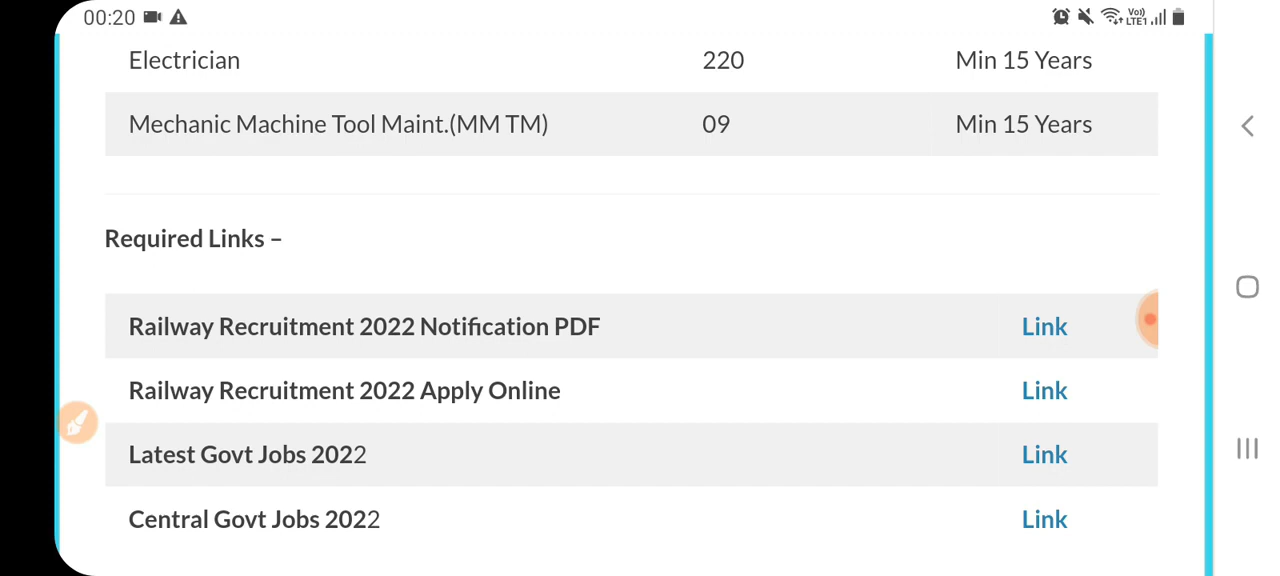 00:20
Vo) LTE1
Electrician 220 Min 15 Years
Mechanic Machine Tool Maint.(MM TM) 09 Min 15 Years
Required Links –
Railway Recruitment 2022 Notification PDF Link
Railway Recruitment 2022 Apply Online Link
Latest Govt Jobs 2022 Link
Central Govt Jobs 2022 Link